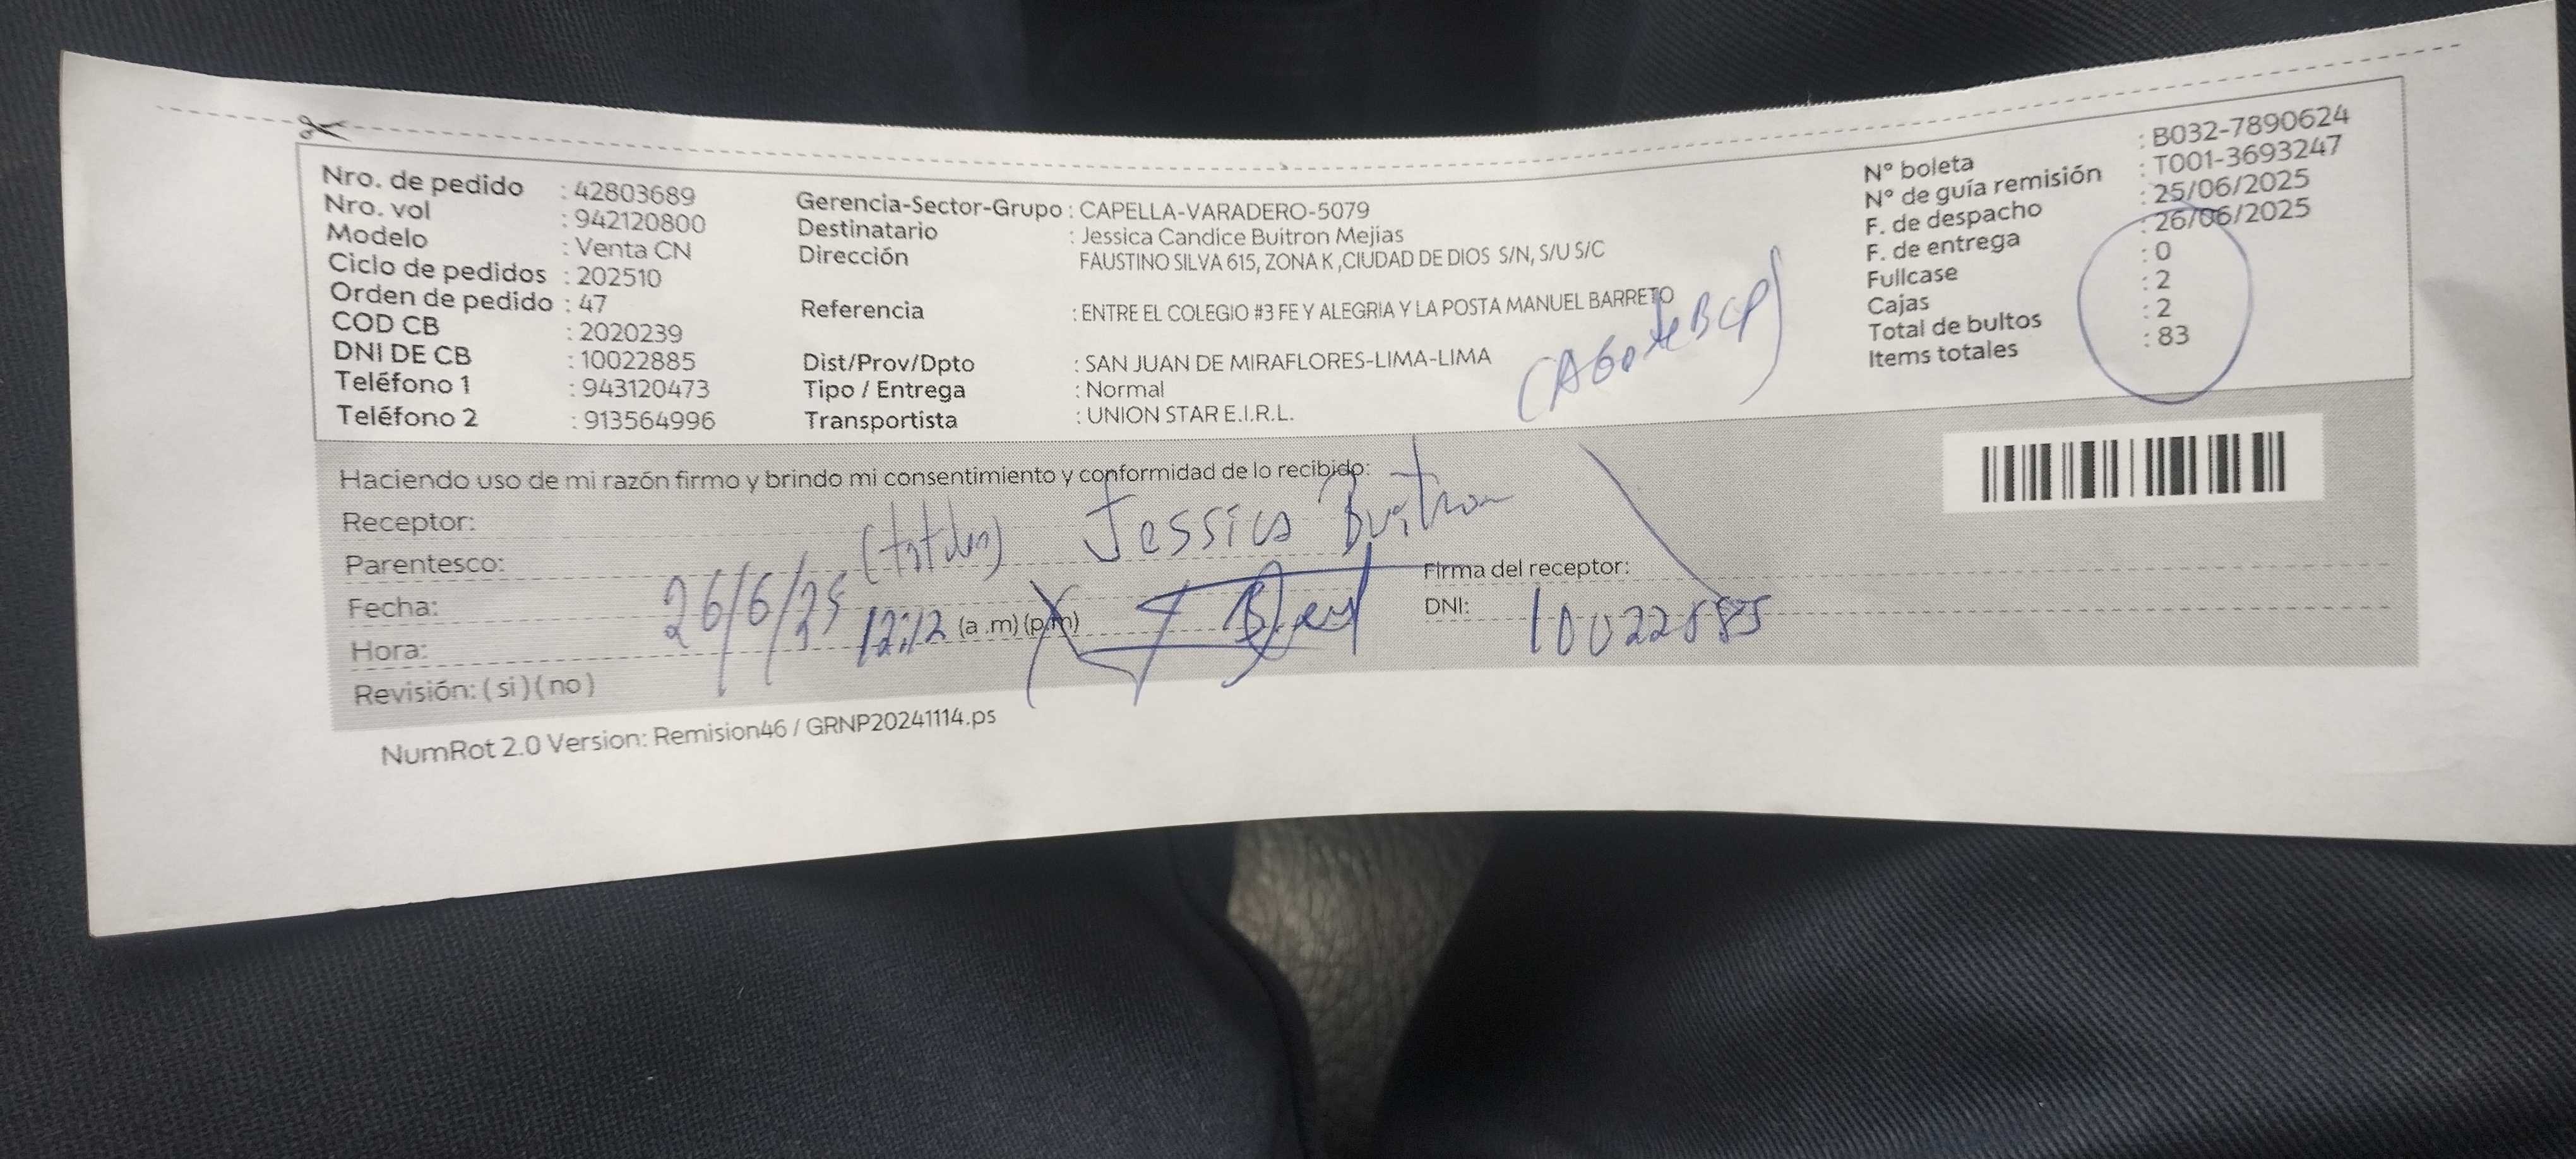 Nro. de pedido : 42803689
Nro. vol : 942120800
Modelo : Venta CN
Ciclo de pedidos : 202510
Orden de pedido : 47
COD CB : 2020239
DNI DE CB : 10022885
Teléfono 1 : 943120473
Teléfono 2 : 913564996
Gerencia-Sector-Grupo : CAPELLA-VARADERO-5079
Destinatario : Jessica Candice Buitron Mejias
Dirección FAUSTINO SILVA 615, ZONA K ,CIUDAD DE DIOS S/N, S/U S/C
Referencia : ENTRE EL COLEGIO #3 FE Y ALEGRIA Y LA POSTA MANUEL BARRETO
Dist/Prov/Dpto : SAN JUAN DE MIRAFLORES-LIMA-LIMA
Tipo / Entrega : Normal
Transportista : UNION STAR E.I.R.L.
N° boleta : B032-7890624
N° de guía remisión : T001-3693247
F. de despacho : 25/06/2025
F. de entrega : 26/06/2025
Fullcase : 0
Cajas : 2
Total de bultos : 2
Items totales : 83
Haciendo uso de mi razón firmo y brindo mi consentimiento y conformidad de lo recibido:
Receptor: Jessica Buitron
Parentesco:
Fecha: 26/6/25
Hora: 12:12 (a .m) (p.m)
Revisión: ( si ) ( no )
Firma del receptor:
DNI: 10022885
NumRot 2.0 Version: Remision46 / GRNP20241114.ps